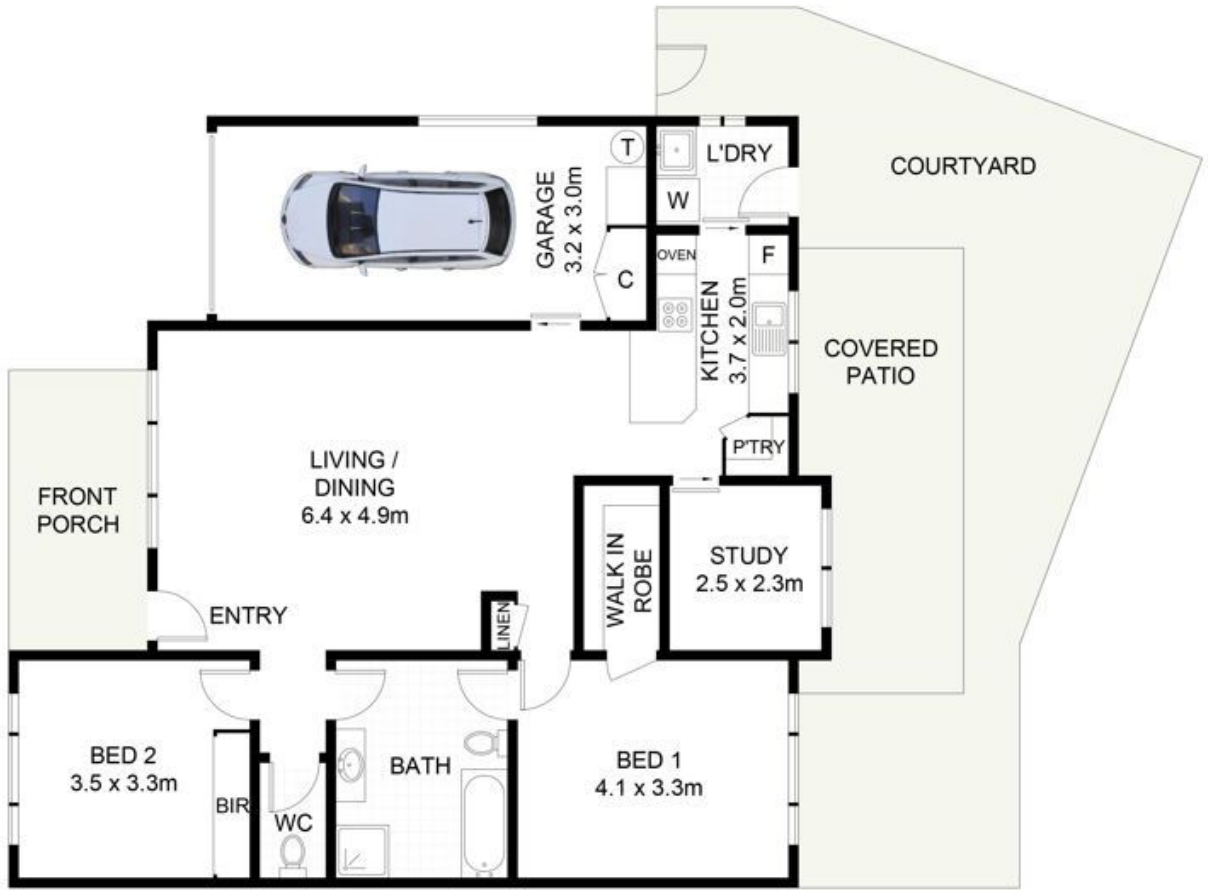 T
L'DRY
W
COURTYARD
GARAGE
3.2 x 3.0m
C
OVEN
F
KITCHEN
3.7 x 2.0m
COVERED
PATIO
P'TRY
LIVING /
DINING
6.4 x 4.9m
FRONT
PORCH
WALK IN
ROBE
STUDY
2.5 x 2.3m
ENTRY
LINEN
BED 2
3.5 x 3.3m
BIR
WC
BATH
BED 1
4.1 x 3.3m